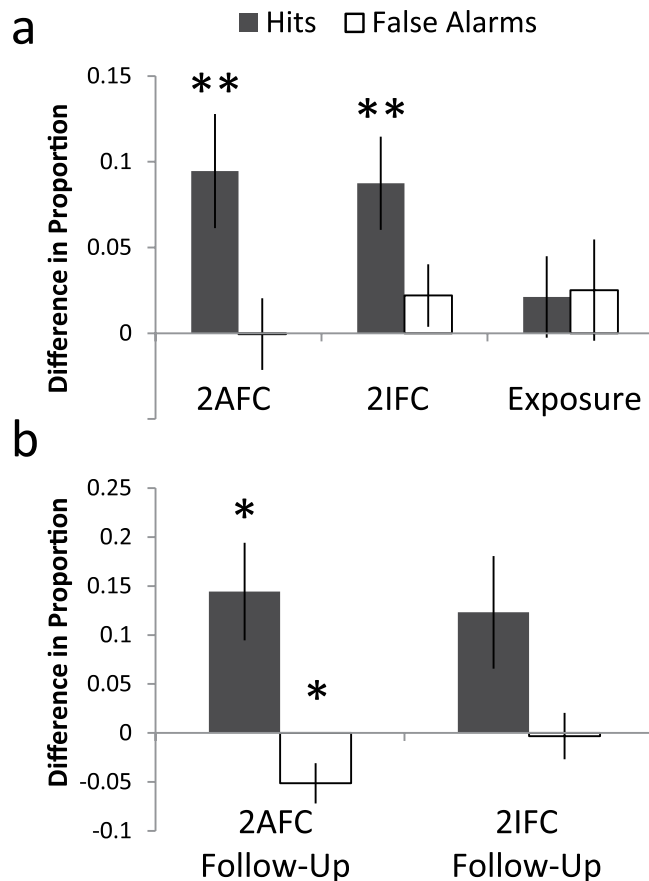 a
Hits False Alarms
Difference in Proportion
0.15
0.1
0.05
0
**
**
2AFC 2IFC Exposure
b
Difference in Proportion
0.25
0.2
0.15
0.1
0.05
0
-0.05
-0.1
*
*
2AFC
Follow-Up
2IFC
Follow-Up